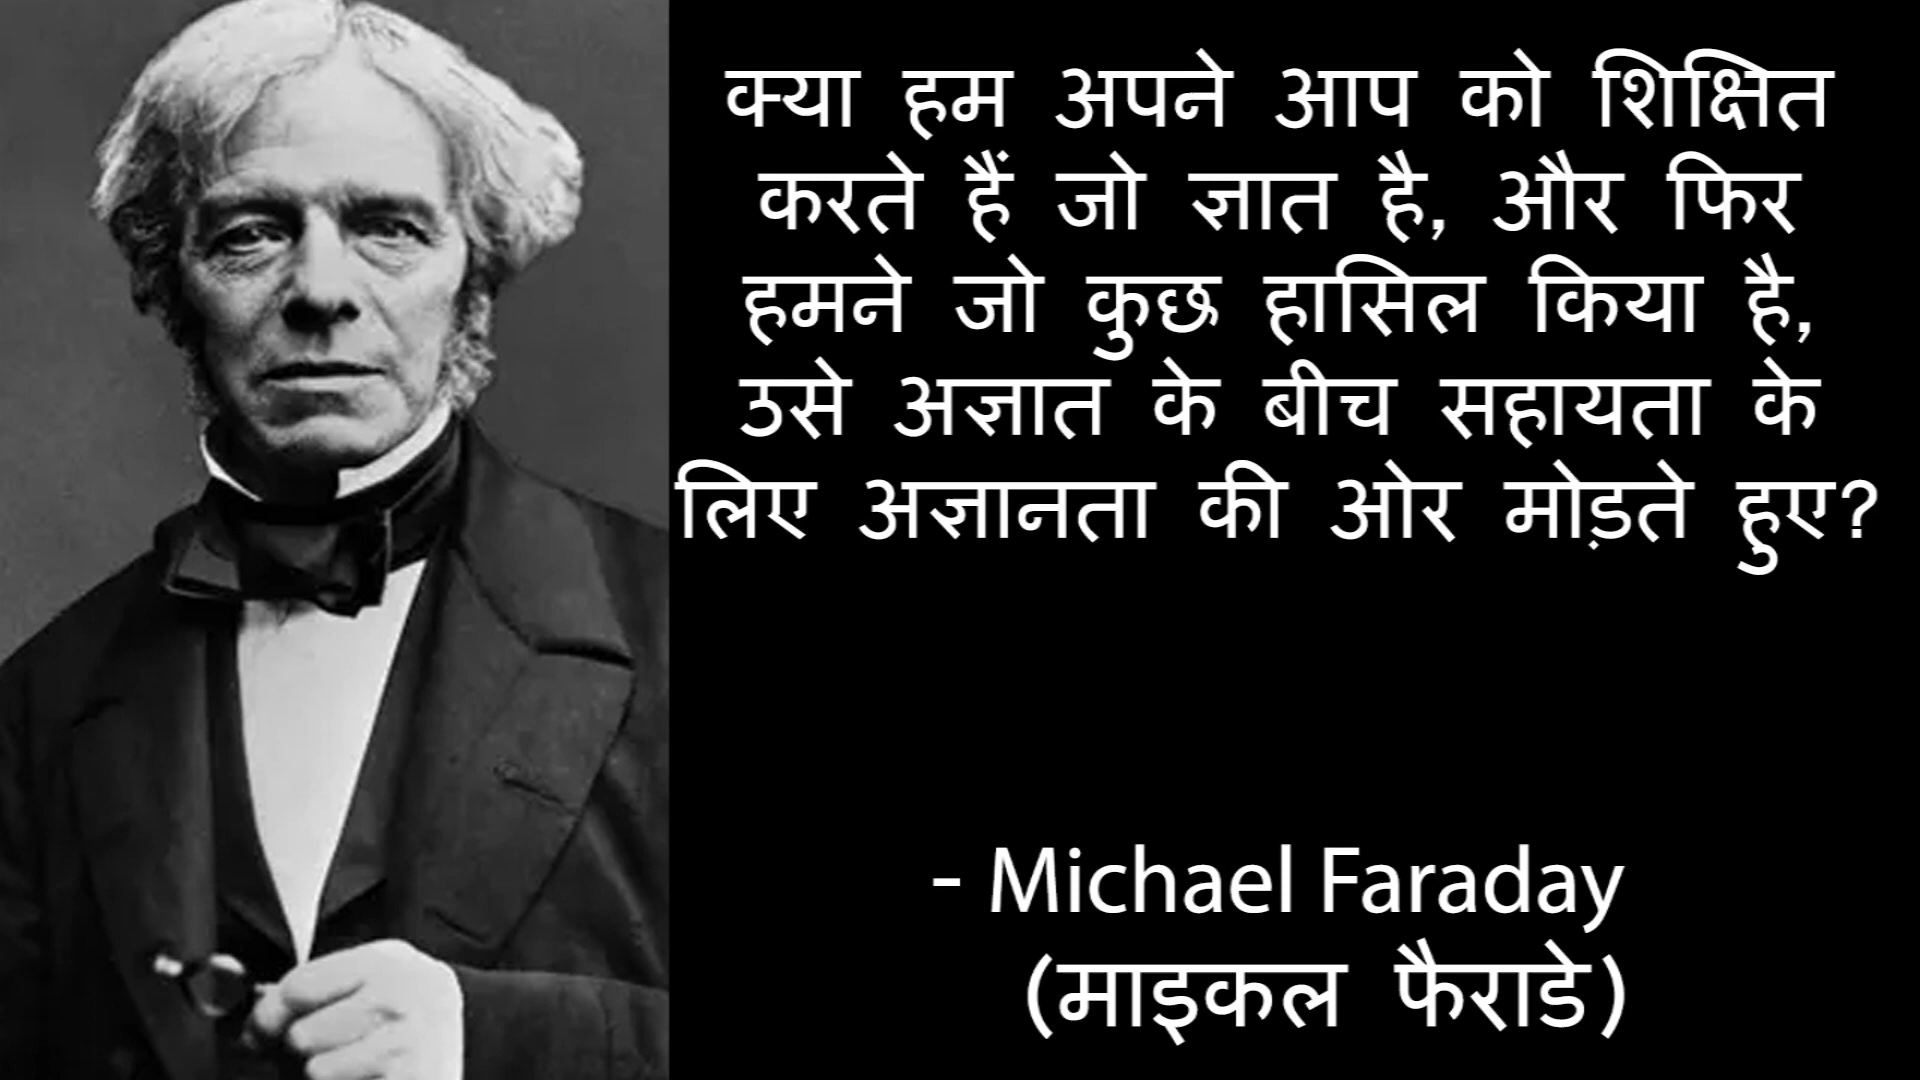 क्या हम अपने आप को शिक्षित
करते हैं जो ज्ञात है, और फिर
हमने जो कुछ हासिल किया है,
उसे अज्ञात के बीच सहायता के
लिए अज्ञानता की ओर मोड़ते हुए?
- Michael Faraday
(माइकल फैराडे)